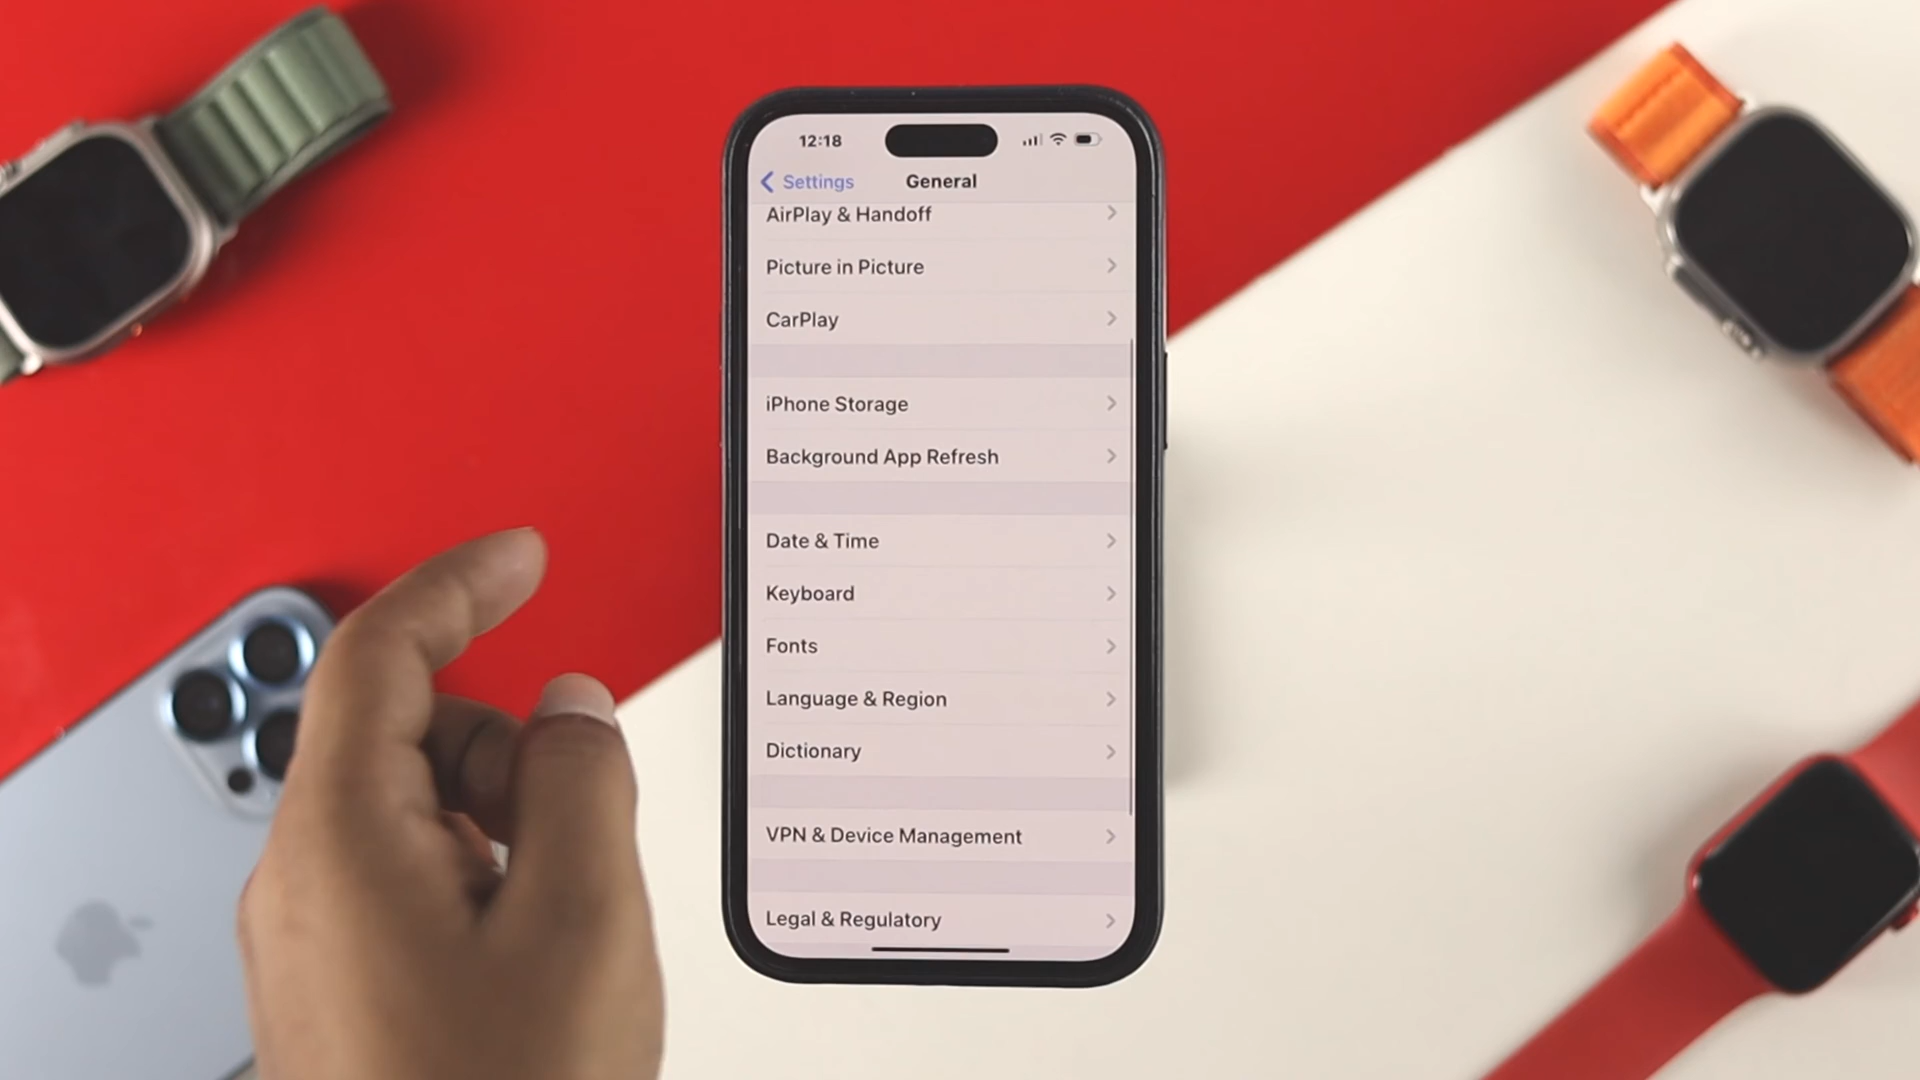 12:18
Settings
General
AirPlay & Handoff
Picture in Picture
CarPlay
iPhone Storage
Background App Refresh
Date & Time
Keyboard
Fonts
Language & Region
Dictionary
VPN & Device Management
Legal & Regulatory